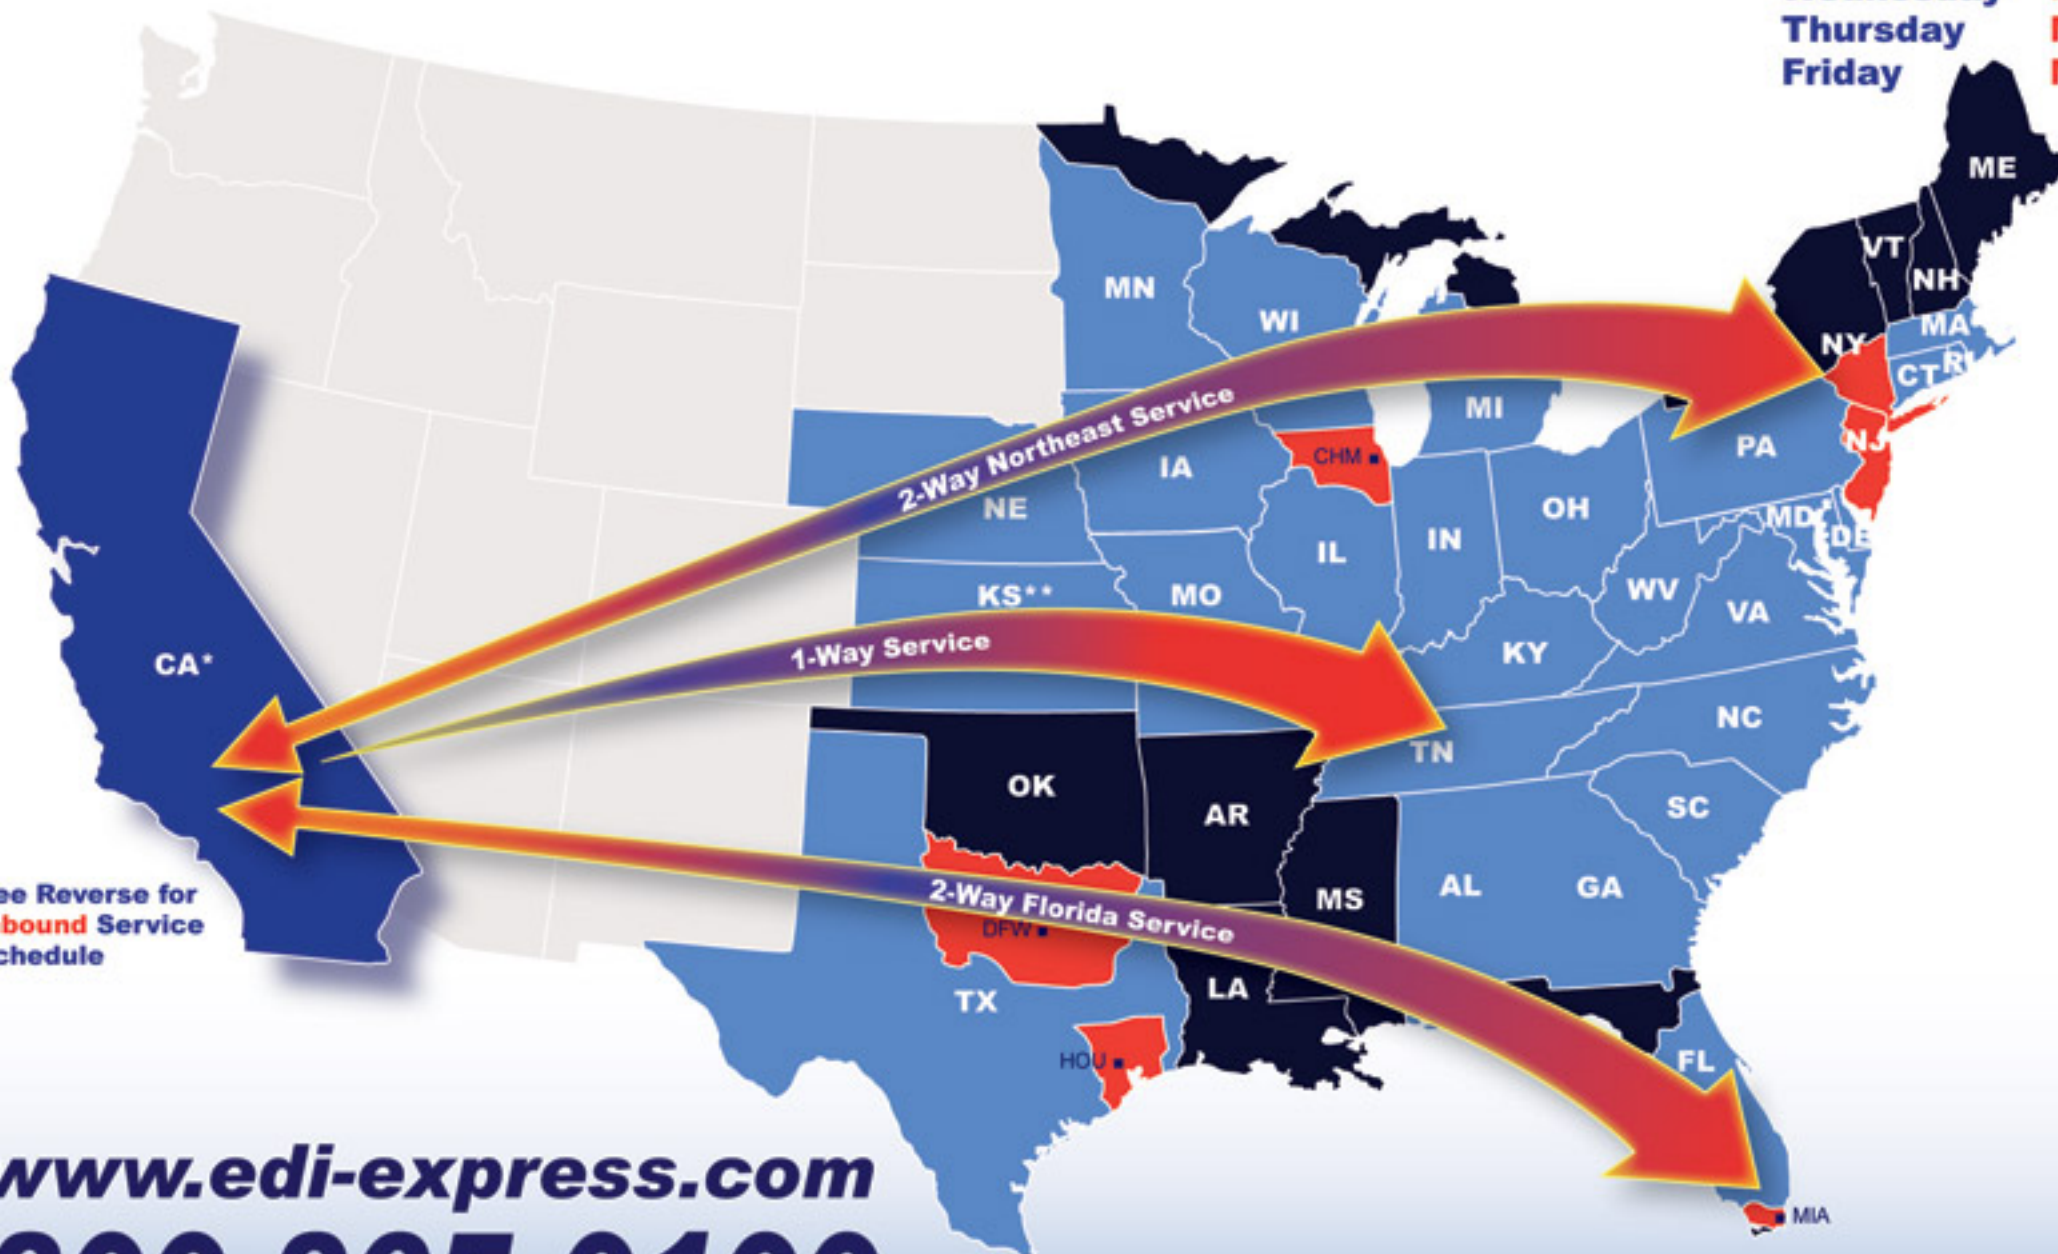 Thursday
Friday
ME
VT
NH
MN
WI
MA
NY
RI
CT
2-Way Northeast Service
MI
NJ
PA
CHM
IA
NE
OH
MD
DE
IN
IL
KS**
MO
WV
VA
1-Way Service
KY
CA*
NC
TN
OK
AR
SC
2-Way Florida Service
MS
AL
GA
ee Reverse for
bound Service
chedule
DFW
LA
TX
HOU
FL
www.edi-express.com
MIA